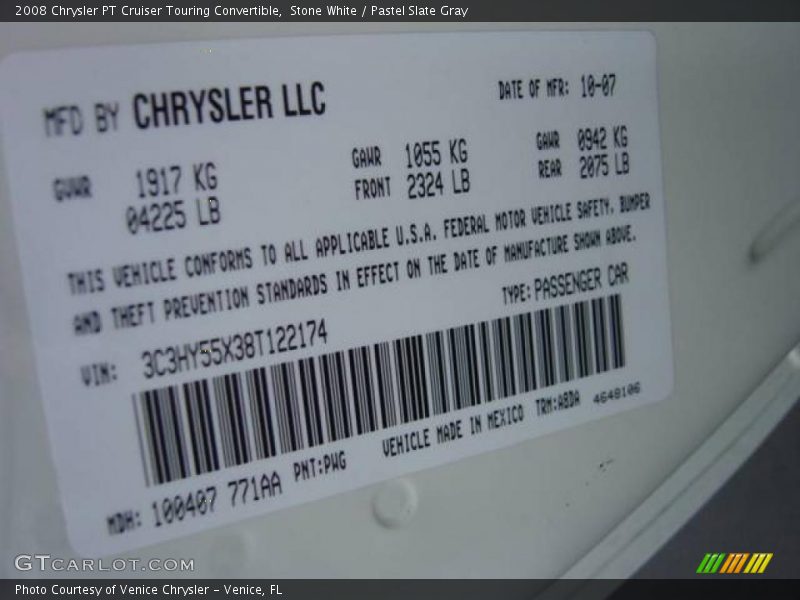 2008 Chrysler PT Cruiser Touring Convertible,  Stone White / Pastel Slate Gray
MFD BY CHRYSLER LLC
DATE OF MFR: 10-07
GVWR 1917 KG
04225 LB
GAWR 1055 KG
FRONT 2324 LB
GAWR 0942 KG
REAR 2075 LB
THIS VEHICLE CONFORMS TO ALL APPLICABLE U.S.A. FEDERAL MOTOR VEHICLE SAFETY, BUMPER
AND THEFT PREVENTION STANDARDS IN EFFECT ON THE DATE OF MANUFACTURE SHOWN ABOVE.
VIN: 3C3HY55X38T122174
TYPE: PASSENGER CAR
VEHICLE MADE IN MEXICO TRM:ABDA 4648106
MDH: 100407 771AA PNT:PWG
GTCARLOT.COM
Photo Courtesy of Venice Chrysler – Venice, FL